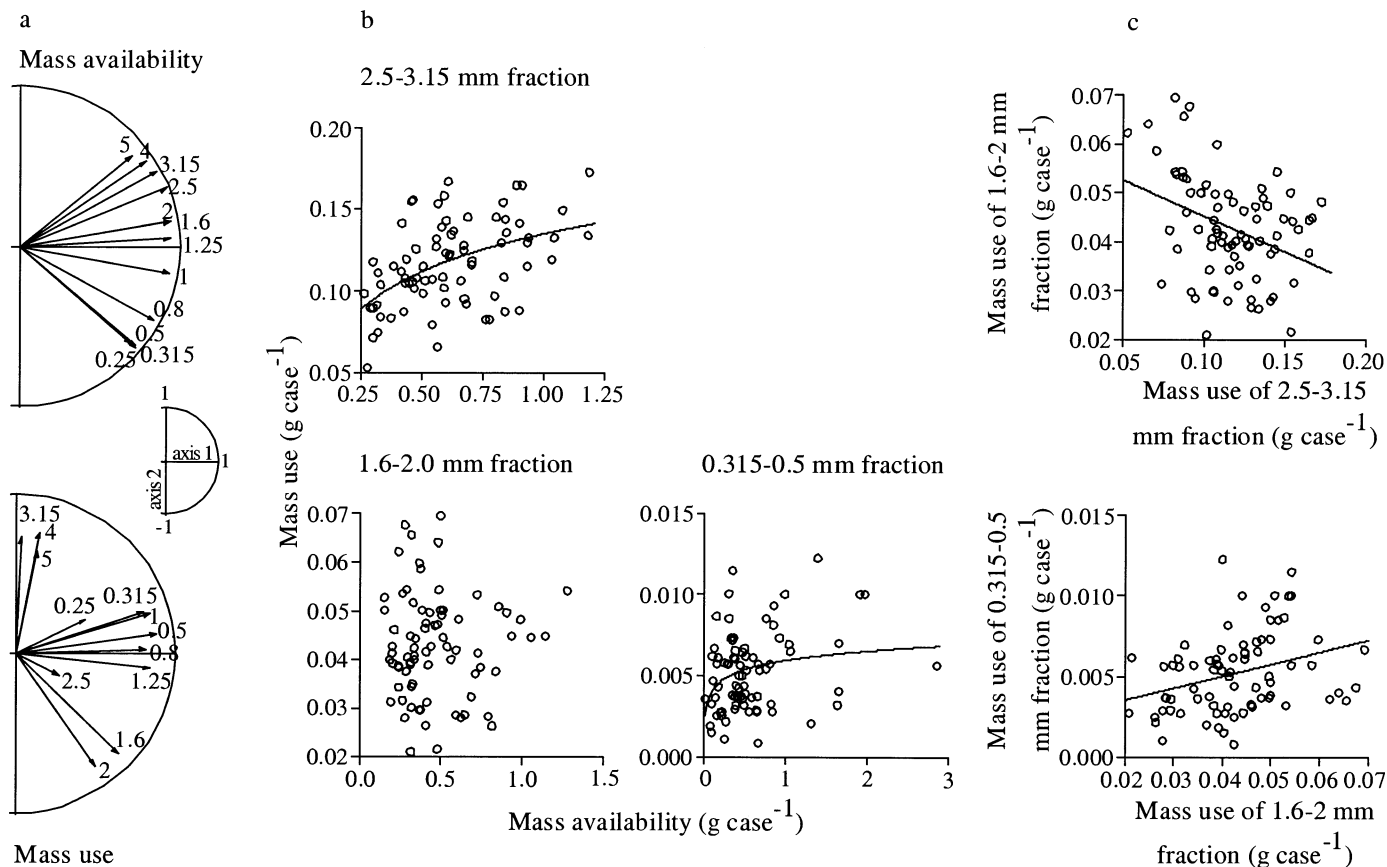 a
Mass availability
5
4
3.15
2.5
2
1.6
1.25
1
0.8
0.5
0.25 0.315
1
axis 1
1
axis 2
-1
3.15
4
5
0.25
0.315
1
0.5
0.8
1.25
2.5
1.6
2
Mass use
b
2.5-3.15 mm fraction
0.20
0.15
0.10
0.05
0.25 0.50 0.75 1.00 1.25
Mass use (g case⁻¹)
1.6-2.0 mm fraction
0.07
0.06
0.05
0.04
0.03
0.02
0 0.5 1.0 1.5
0.315-0.5 mm fraction
0.015
0.010
0.005
0.000
0 1 2 3
Mass availability (g case⁻¹)
c
Mass use of 1.6-2 mm
fraction (g case⁻¹)
0.07
0.06
0.05
0.04
0.03
0.02
0.05 0.10 0.15 0.20
Mass use of 2.5-3.15
mm fraction (g case⁻¹)
Mass use of 0.315-0.5
mm fraction (g case⁻¹)
0.015
0.010
0.005
0.000
0.02 0.03 0.04 0.05 0.06 0.07
Mass use of 1.6-2 mm
fraction (g case⁻¹)